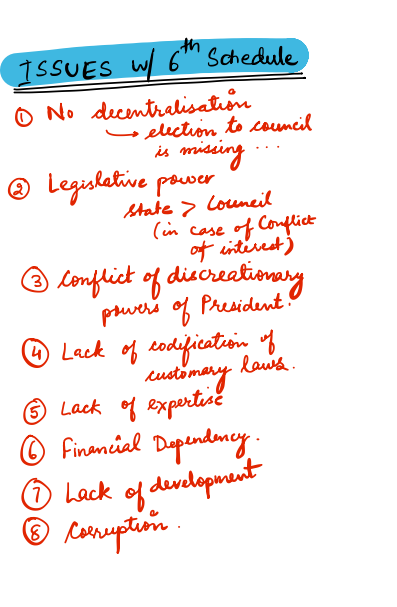 ISSUES w/ 6th Schedule
① No decentralisation
→ election to council
is missing ...
② Legislative power
state > Council
(in case of Conflict
of interest)
③ Conflict of discreationary
powers of President.
④ Lack of codification of
customary laws.
⑤ Lack of expertise
⑥ Financial Dependency.
⑦ Lack of development
⑧ Corruption.